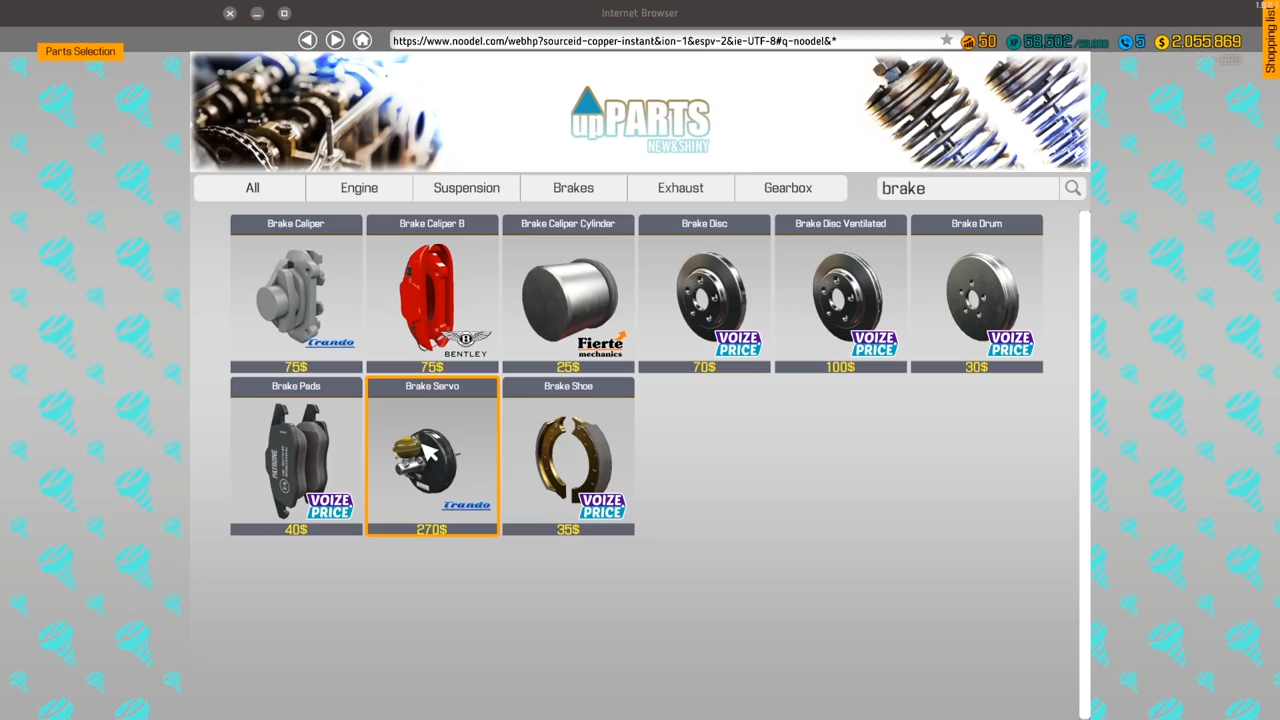 Internet Browser
Parts Selection
https://www.noodel.com/webhp?sourceid-copper-instant&ion-1&espv-2&ie-UTF-8#q-noodel&*
50
58,502
5
$ 2,055,869
Shopping list
upPARTS
NEW&SHINY
All
Engine
Suspension
Brakes
Exhaust
Gearbox
brake
Brake Caliper
Brake Caliper B
Brake Caliper Cylinder
Brake Disc
Brake Disc Ventilated
Brake Drum
Trando
B
BENTLEY
Fierte
mechanics
VOIZE
PRICE
VOIZE
PRICE
VOIZE
PRICE
75$
75$
25$
70$
100$
30$
Brake Pads
Brake Servo
Brake Shoe
PATRONE
VOIZE
PRICE
Trando
VOIZE
PRICE
40$
270$
35$